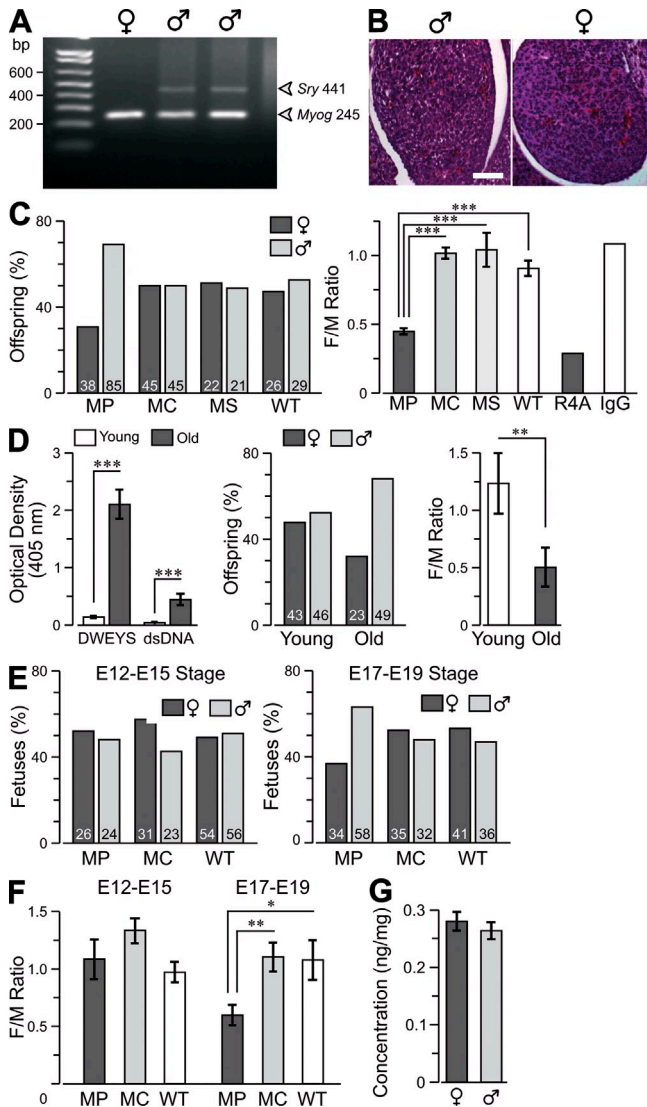 A
♀ ♂ ♂
bp
600
400
200
Sry 441
Myog 245
B
♂ ♀
C
80
40
0
Offspring (%)
♀
♂
38 85 45 45 22 21 26 29
MP MC MS WT
1.0
0.5
0
F/M Ratio
***
***
***
MP MC MS WT R4A IgG
D
Young Old
3
2
1
0
Optical Density
(405 nm)
***
***
DWEYS dsDNA
♀ ♂
80
40
0
Offspring (%)
43 46 23 49
Young Old
1.5
1.0
0.5
0
F/M Ratio
**
Young Old
E
E12-E15 Stage
80
40
0
Fetuses (%)
♀ ♂
26 24 31 23 54 56
MP MC WT
E17-E19 Stage
80
40
0
Fetuses (%)
♀ ♂
34 58 35 32 41 36
MP MC WT
F
E12-E15 E17-E19
1.5
1.0
0.5
0
F/M Ratio
*
**
MP MC WT MP MC WT
G
0.3
0.2
0.1
0
Concentration (ng/mg)
♀ ♂